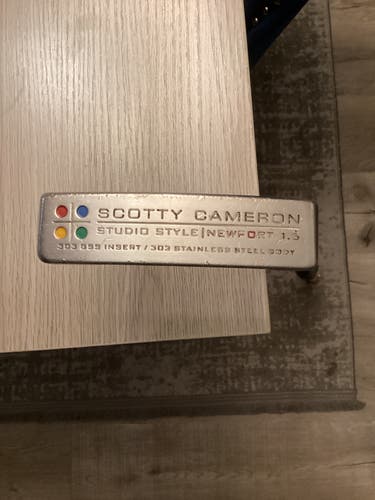 SCOTTY CAMERON
STUDIO STYLE | NEWPORT 1.5
303 GSS INSERT / 303 STAINLESS STEEL BODY